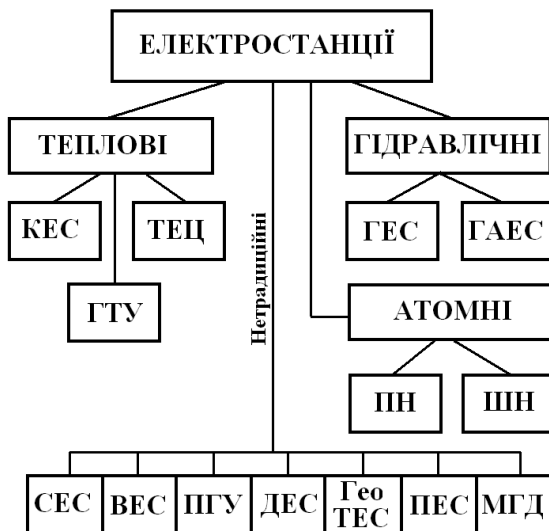 ЕЛЕКТРОСТАНЦІЇ
ТЕПЛОВІ
ГІДРАВЛІЧНІ
КЕС
ТЕЦ
ГЕС
ГАЕС
ГТУ
Нетрадиційні
АТОМНІ
ПН
ШН
СЕС
ВЕС
ПГУ
ДЕС
Гео
ТЕС
ПЕС
МГД